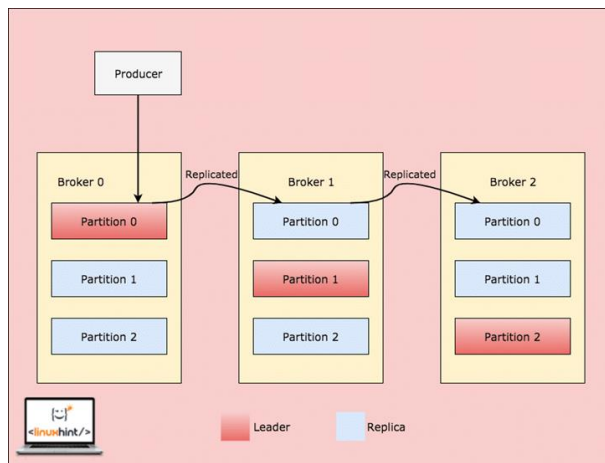 Producer
Broker 0
Replicated
Broker 1
Replicated
Broker 2
Partition 0
Partition 0
Partition 0
Partition 1
Partition 1
Partition 1
Partition 2
Partition 2
Partition 2
{;;}*
<linuxhint/>
Leader
Replica